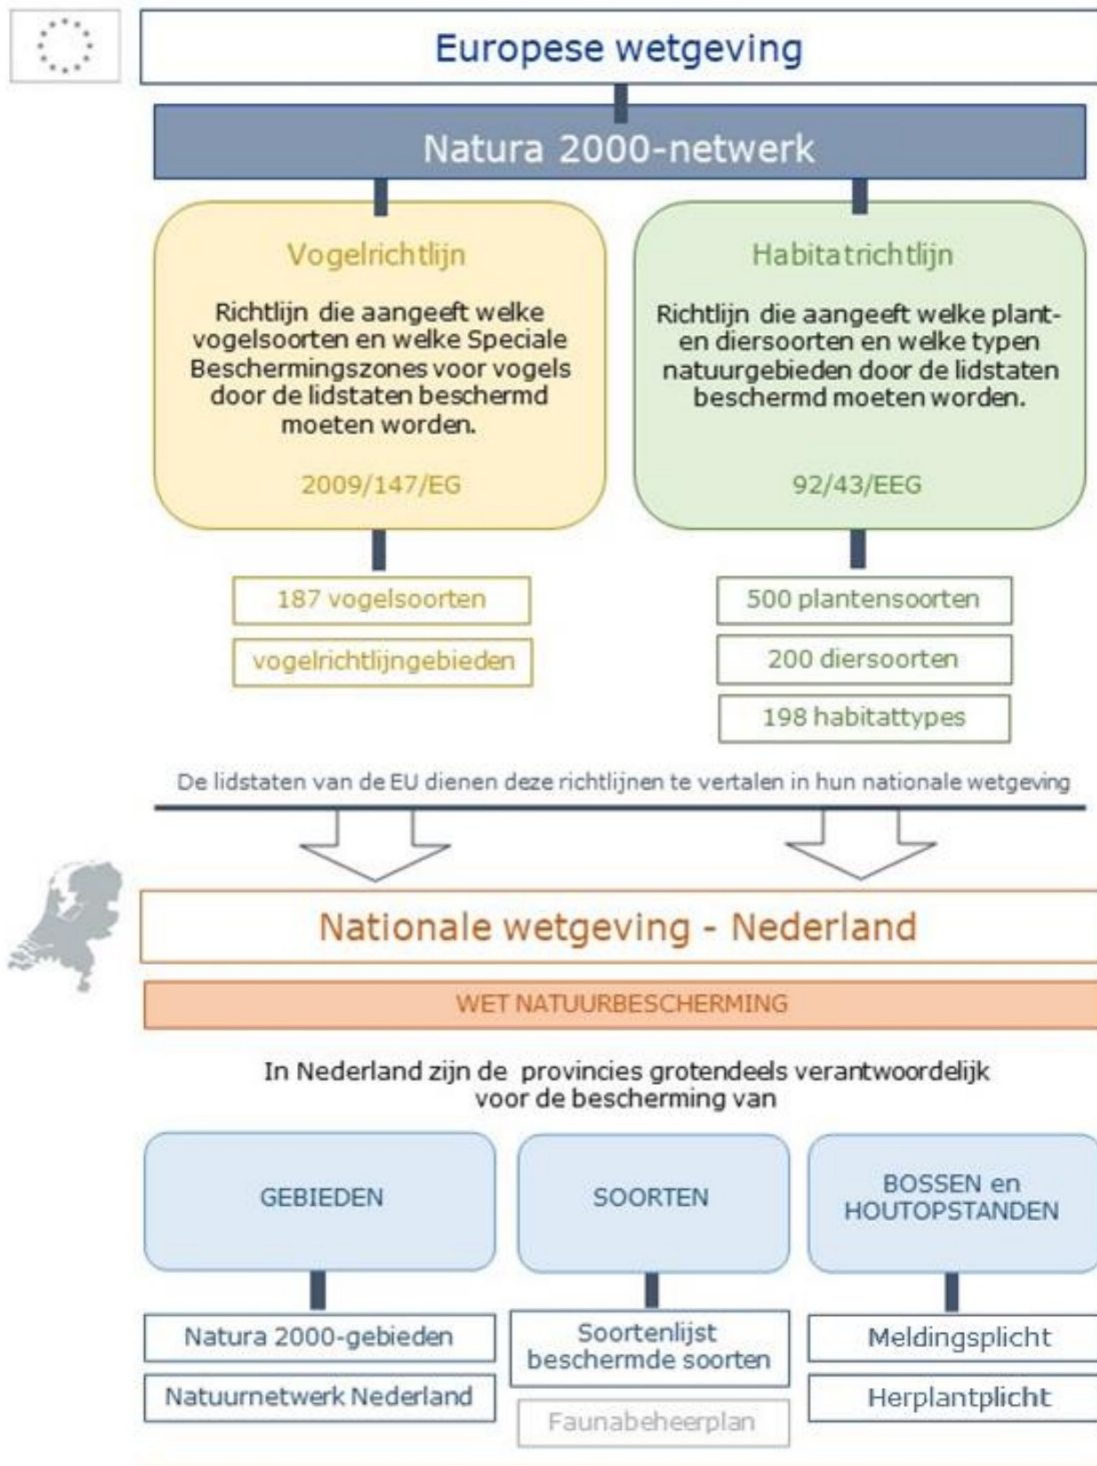 Europese wetgeving
Natura 2000-netwerk
Vogelrichtlijn
Richtlijn die aangeeft welke
vogelsoorten en welke Speciale
Beschermingszones voor vogels
door de lidstaten beschermd
moeten worden.
2009/147/EG
187 vogelsoorten
vogelrichtlijngebieden
Habitatrichtlijn
Richtlijn die aangeeft welke plant-
en diersoorten en welke typen
natuurgebieden door de lidstaten
beschermd moeten worden.
92/43/EEG
500 plantensoorten
200 diersoorten
198 habitattypes
De lidstaten van de EU dienen deze richtlijnen te vertalen in hun nationale wetgeving
Nationale wetgeving - Nederland
WET NATUURBESCHERMING
In Nederland zijn de provincies grotendeels verantwoordelijk
voor de bescherming van
GEBIEDEN
Natura 2000-gebieden
Natuurnetwerk Nederland
SOORTEN
Soortenlijst
beschermde soorten
Faunabeheerplan
BOSSEN en
HOUTOPSTANDEN
Meldingsplicht
Herplantplicht